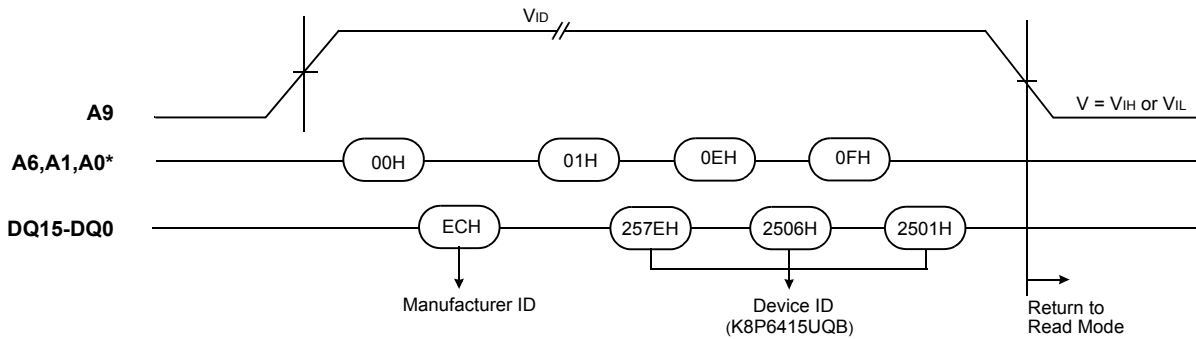 VID
A9
V = VIH or VIL
A6,A1,A0*
00H
01H
0EH
0FH
DQ15-DQ0
ECH
257EH
2506H
2501H
Manufacturer ID
Device ID
(K8P6415UQB)
Return to
Read Mode